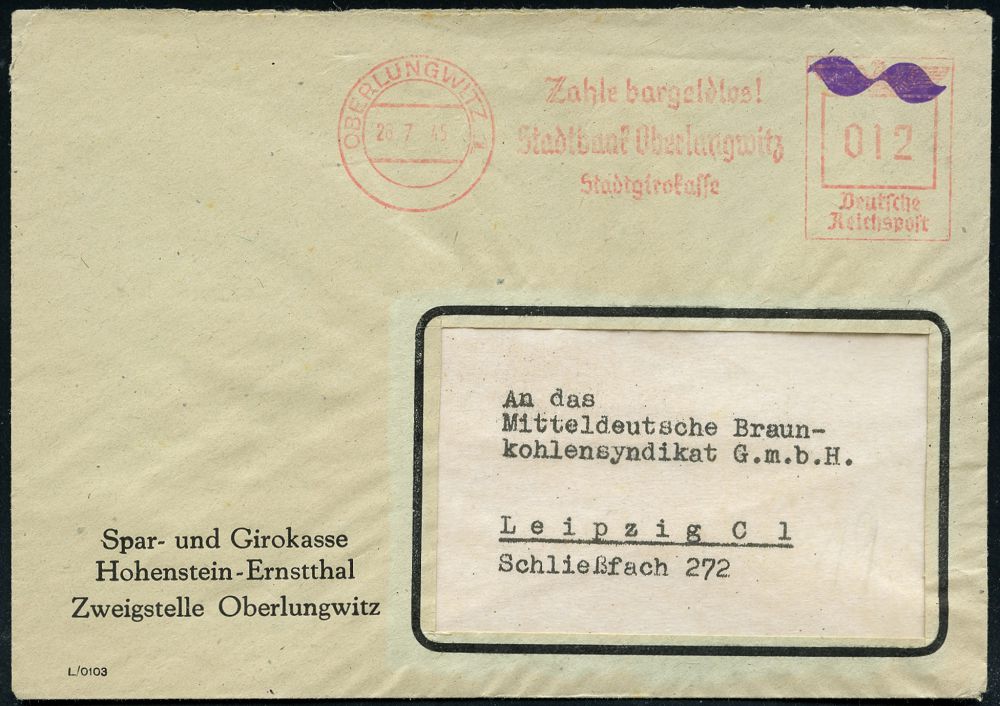 OBERLUNGWITZ 1
28.7.45
Zahle bargeldlos!
Stadtbank Oberlungwitz
Stadtgirokasse
012
Deutsche
Reichspost
An das
Mitteldeutsche Braun-
kohlensyndikat G.m.b.H.
Leipzig C 1
Schließfach 272
Spar- und Girokasse
Hohenstein-Ernstthal
Zweigstelle Oberlungwitz
L/0103